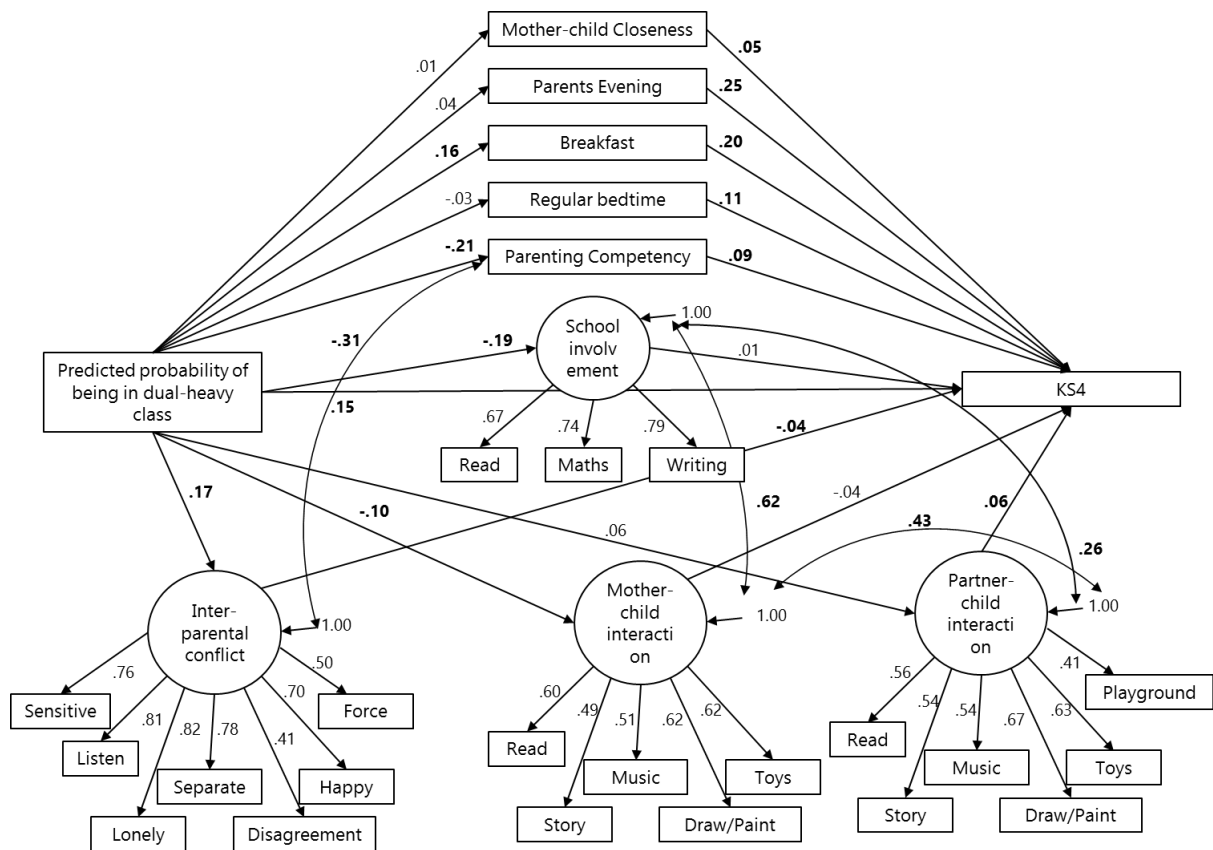 Mother-child Closeness
.05
.01
Parents Evening
.25
.04
Breakfast
.20
.16
Regular bedtime
.11
-.03
Parenting Competency
.09
-.21
1.00
School
involv
ement
-.31
-.19
.01
Predicted probability of
being in dual-heavy
class
KS4
.15
.67
.74
.79
-.04
Read
Maths
Writing
.17
-.10
.62
-.04
.06
.43
.06
.26
Inter-
parental
conflict
1.00
Mother-
child
interacti
on
1.00
Partner-
child
interacti
on
1.00
.76
.50
.81
.82
.78
.41
.70
Sensitive
Force
Listen
Separate
Happy
Lonely
Disagreement
.60
.49
.51
.62
.62
Read
Music
Toys
Story
Draw/Paint
.56
.54
.54
.67
.63
.41
Playground
Read
Music
Toys
Story
Draw/Paint